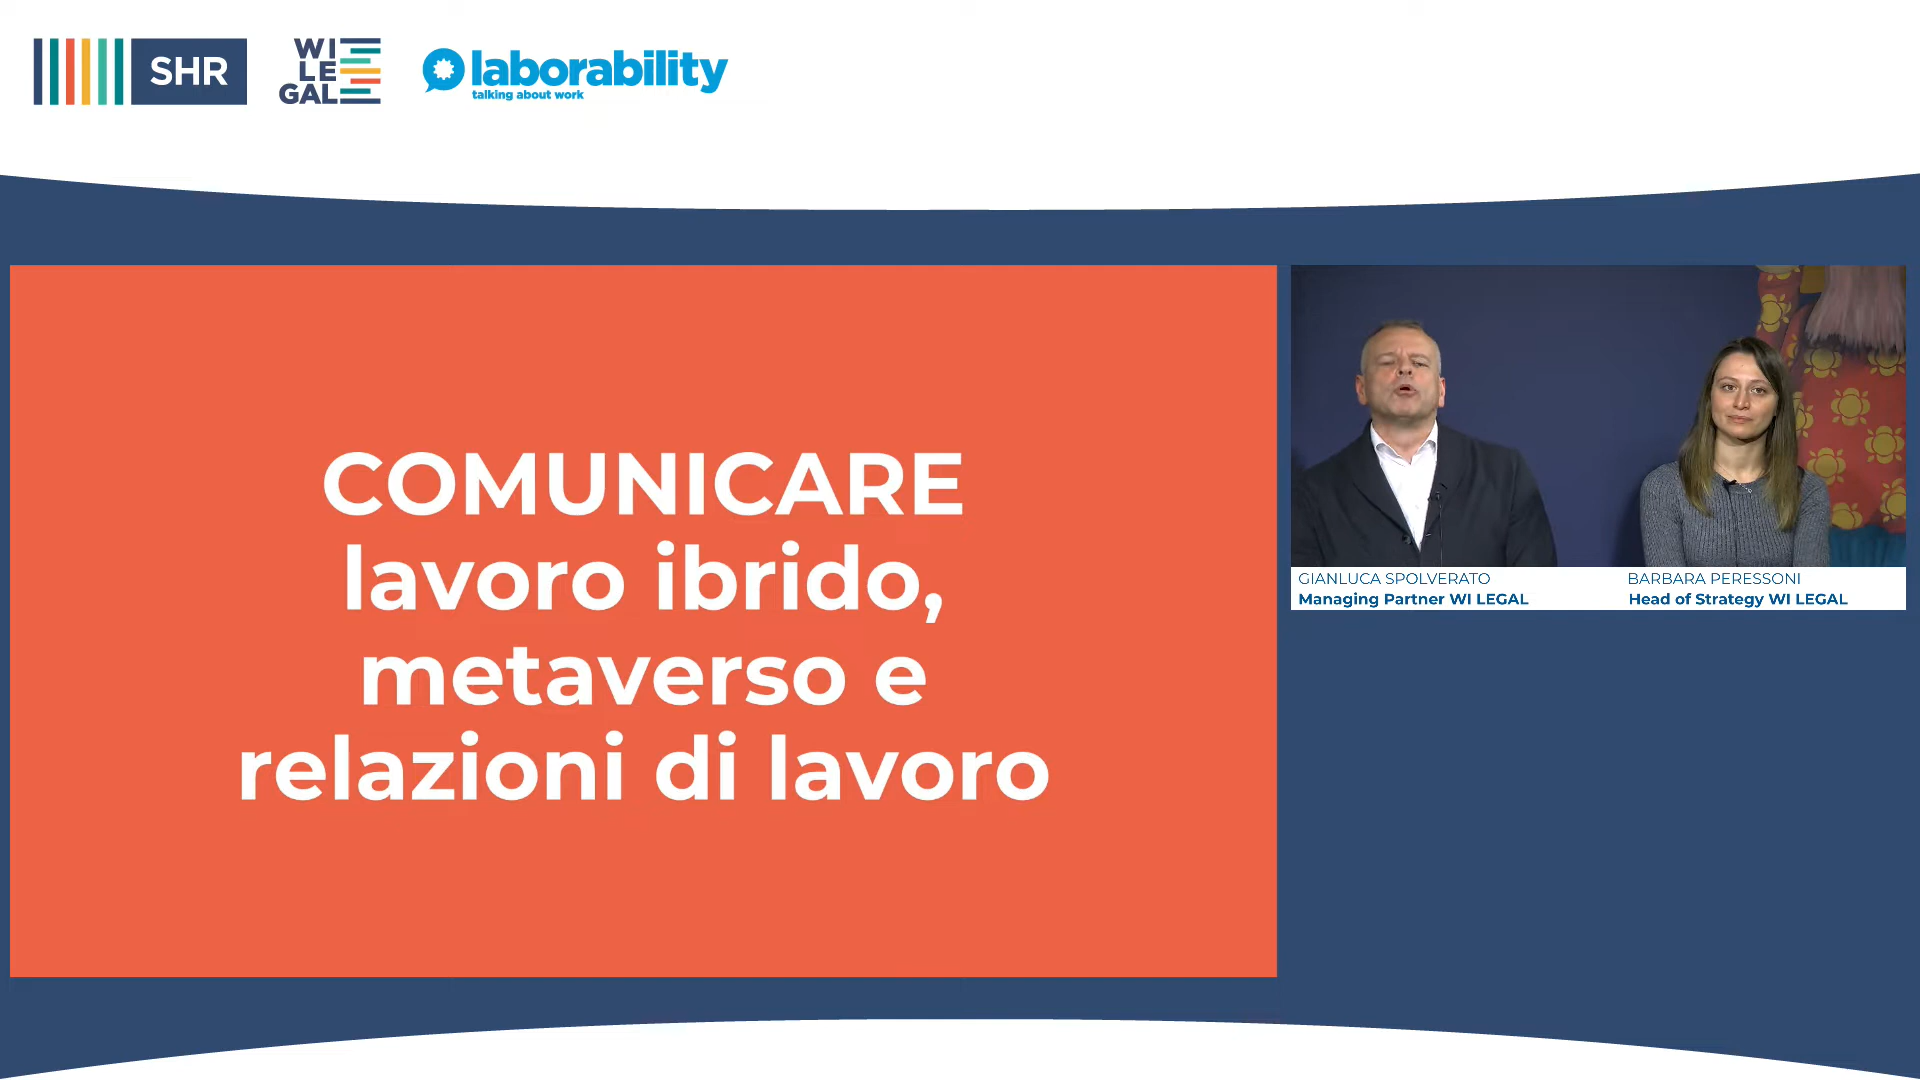 SHR
WI
LE
GAL
laborability
talking about work
COMUNICARE
lavoro ibrido,
metaverso e
relazioni di lavoro
GIANLUCA SPOLVERATO
Managing Partner WI LEGAL
BARBARA PERESSONI
Head of Strategy WI LEGAL